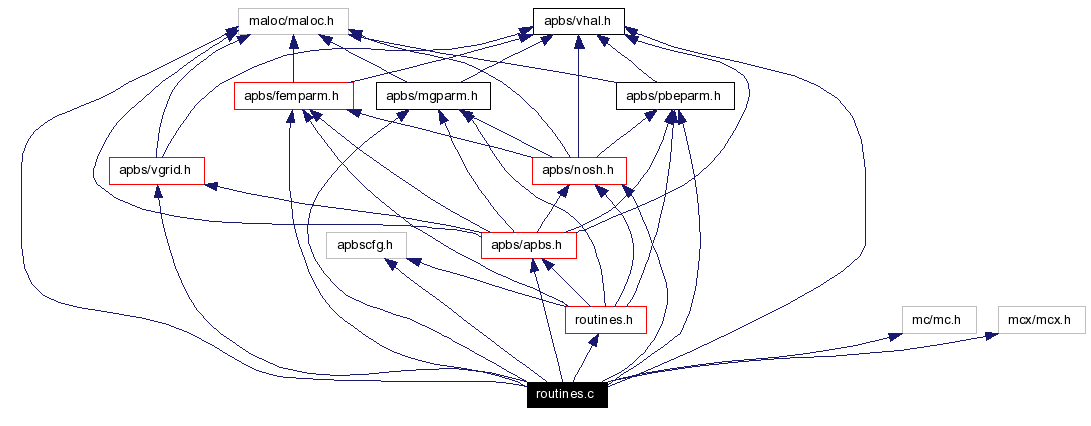 maloc/maloc.h
apbs/vhal.h
apbs/femparm.h
apbs/mgparm.h
apbs/pbeparm.h
apbs/vgrid.h
apbs/nosh.h
apbscfg.h
apbs/apbs.h
routines.h
mc/mc.h
mcx/mcx.h
routines.c